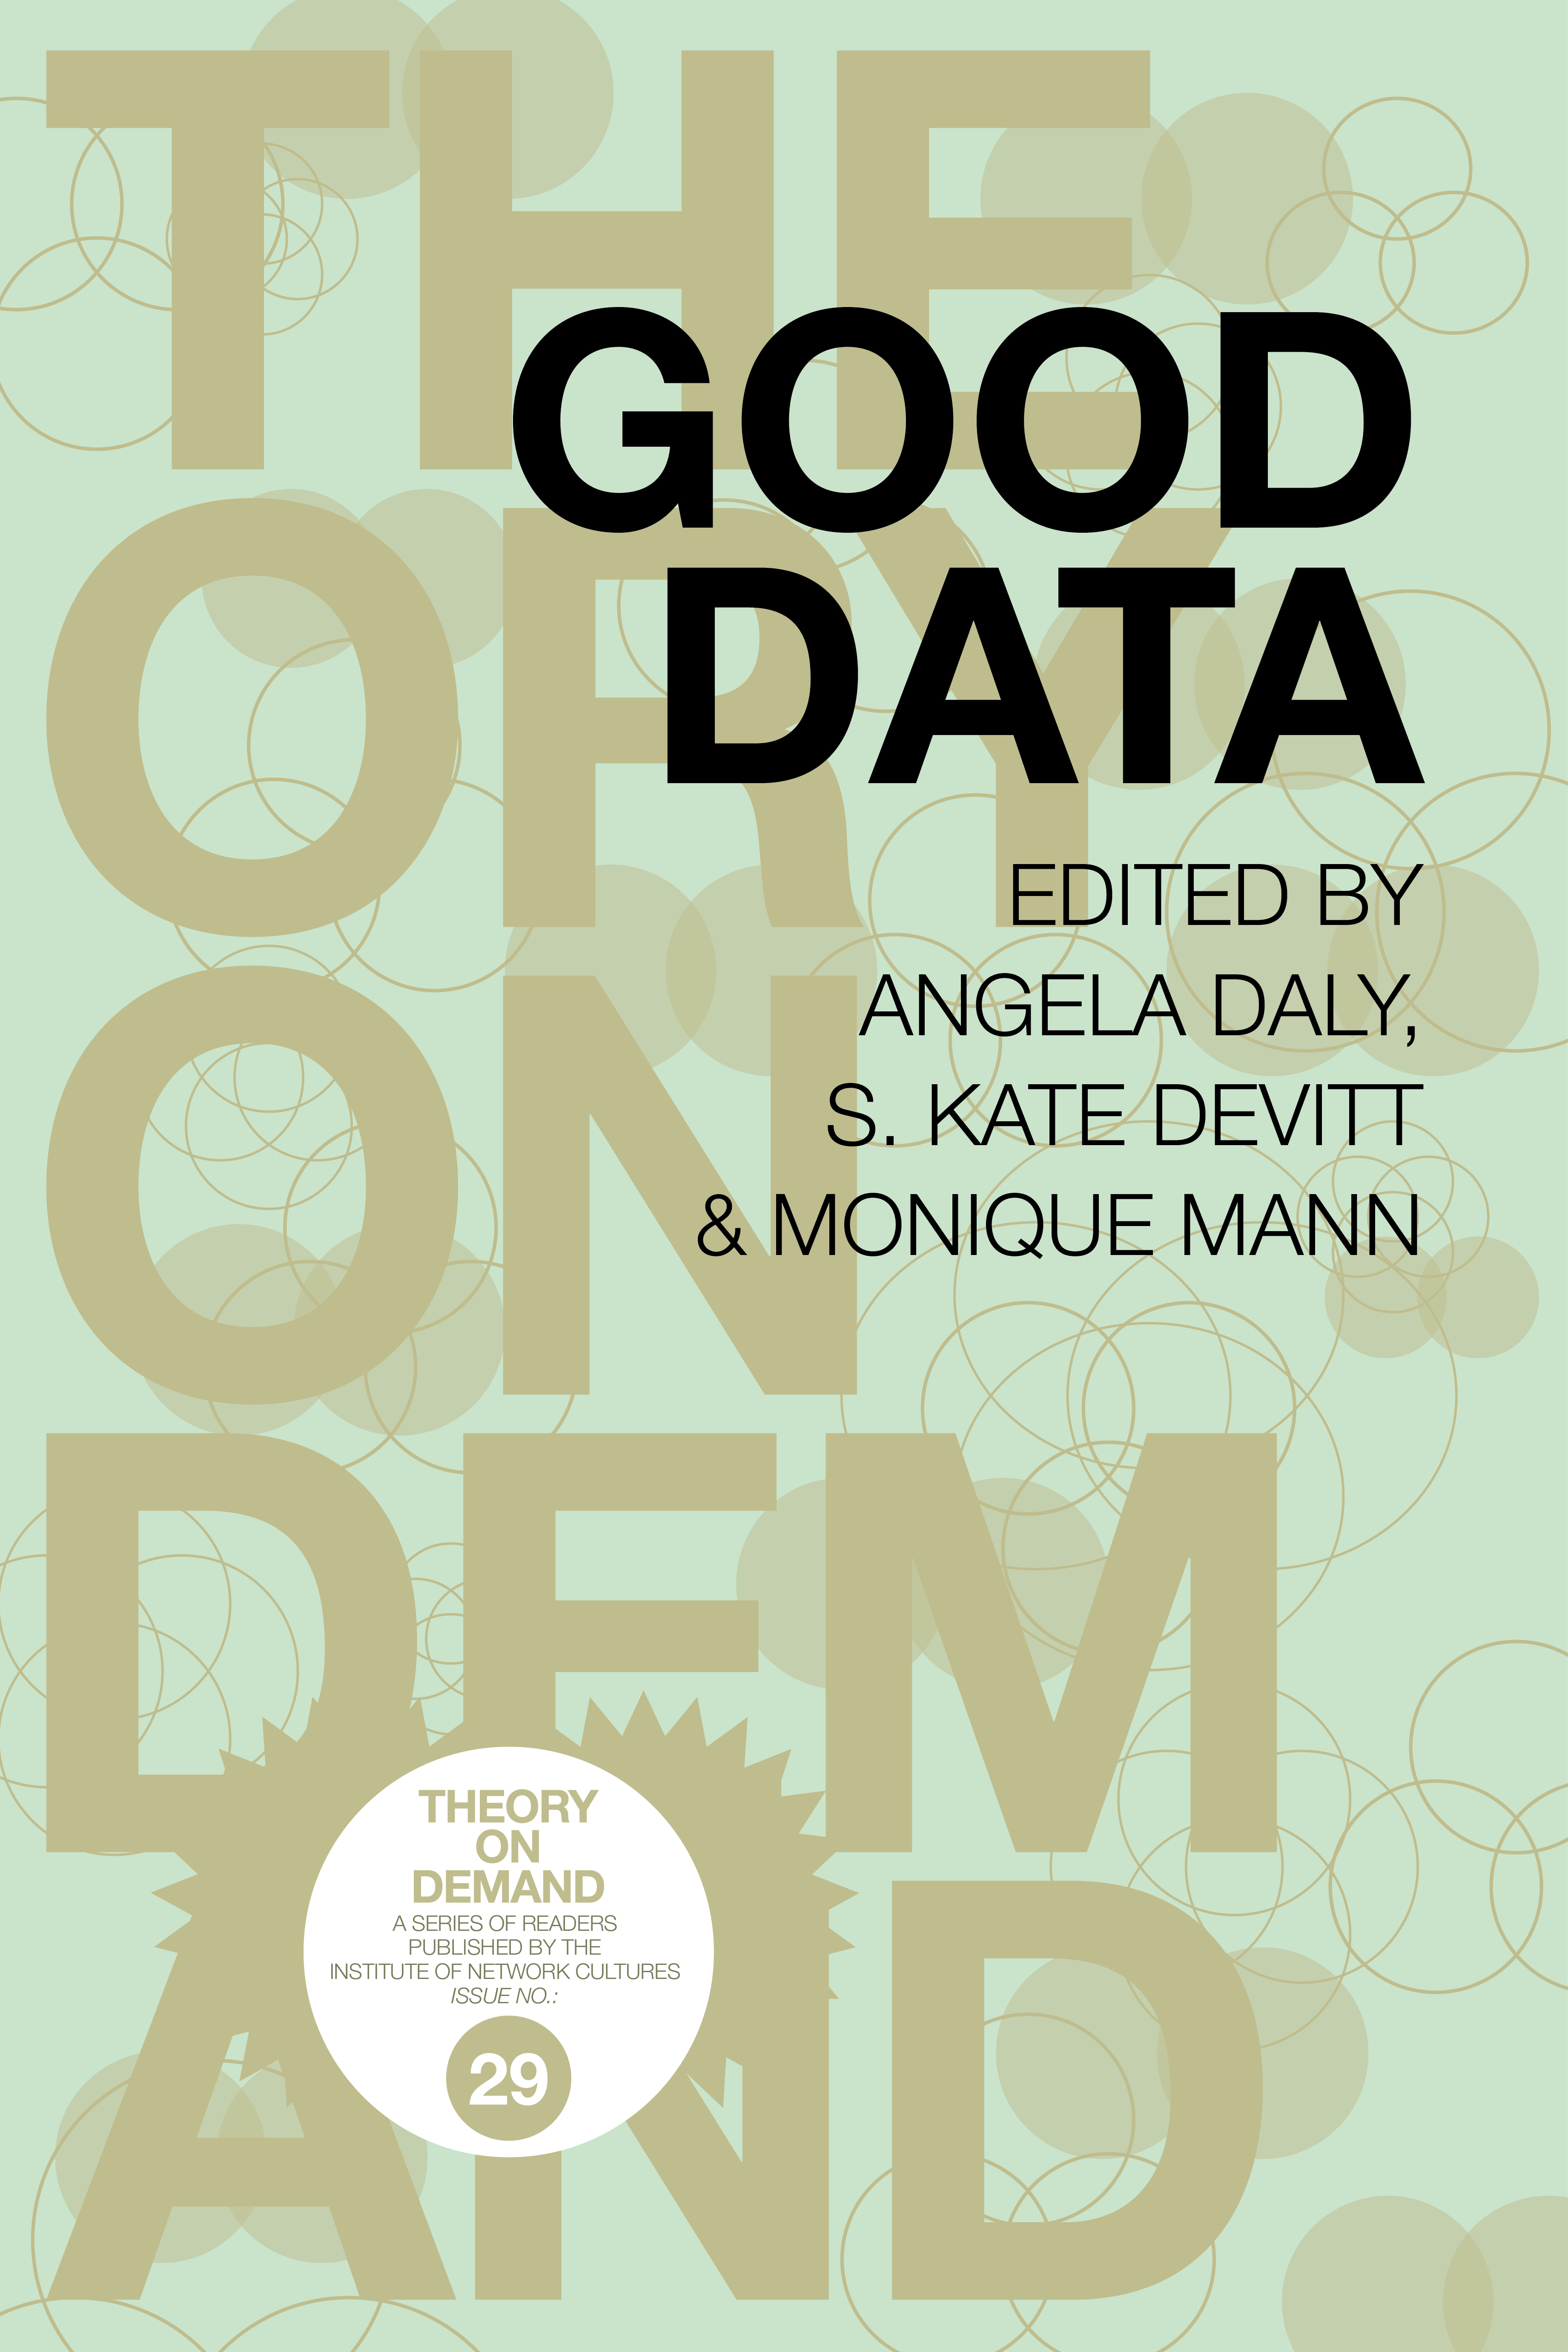 THE
ORY
ON
DEM
AND
GOOD
DATA
EDITED BY
ANGELA DALY,
S. KATE DEVITT
& MONIQUE MANN
THEORY
ON
DEMAND
A SERIES OF READERS
PUBLISHED BY THE
INSTITUTE OF NETWORK CULTURES
ISSUE NO.:
29